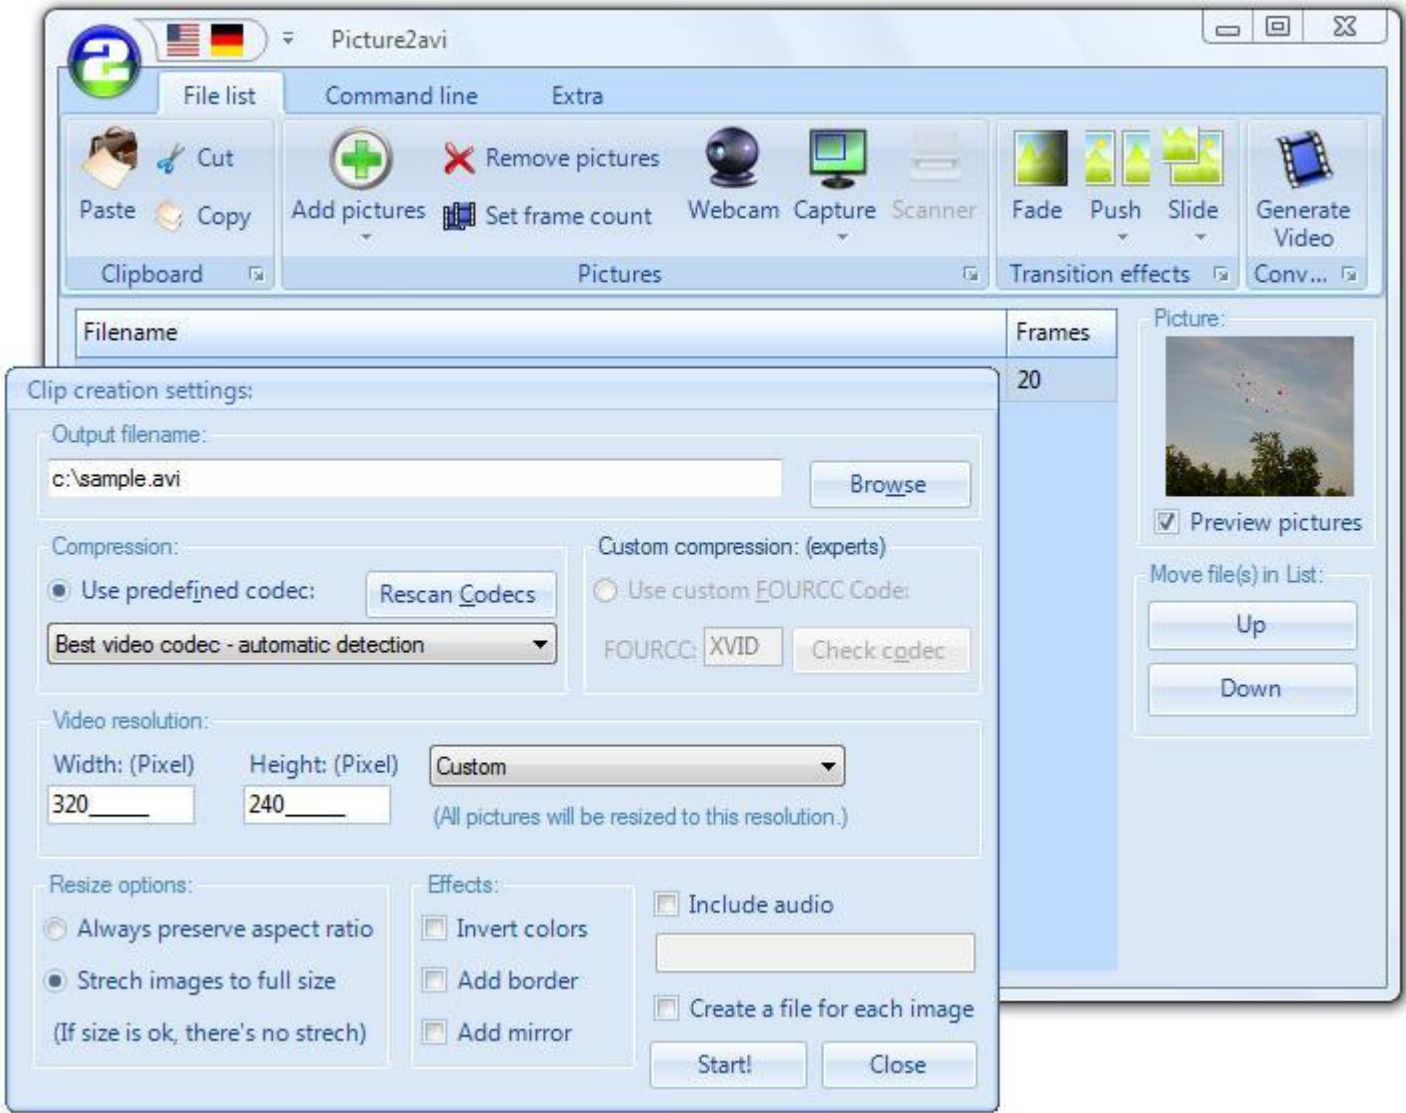 2
Picture2avi
File list Command line Extra
Paste
Cut
Copy
Clipboard
Add pictures
Remove pictures
Set frame count
Webcam
Capture
Scanner
Pictures
Fade
Push
Slide
Transition effects
Generate
Video
Conv...
Filename Frames
20
Picture:
Preview pictures
Move file(s) in List:
Up
Down
Clip creation settings:
Output filename:
c:\sample.avi
Browse
Compression:
Use predefined codec:
Rescan Codecs
Best video codec - automatic detection
Custom compression: (experts)
Use custom FOURCC Code:
FOURCC: XVID Check codec
Video resolution:
Width: (Pixel) Height: (Pixel)
320_____ 240_____
Custom
(All pictures will be resized to this resolution.)
Resize options:
Always preserve aspect ratio
Strech images to full size
(If size is ok, there's no strech)
Effects:
Invert colors
Add border
Add mirror
Include audio
Create a file for each image
Start! Close